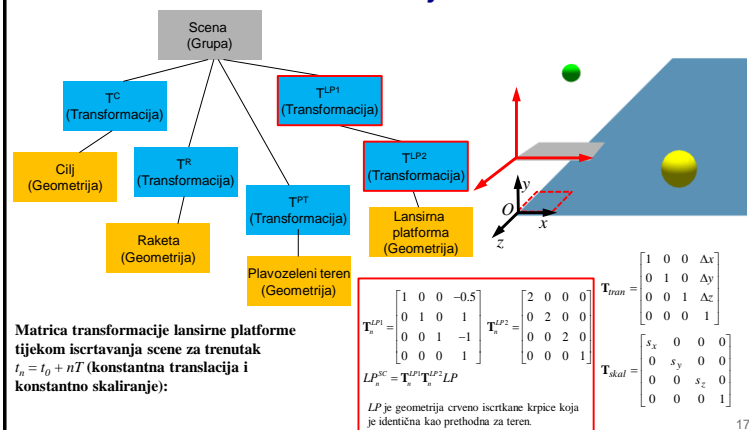 Scena
(Grupa)
T^C
(Transformacija)
T^LP1
(Transformacija)
Cilj
(Geometrija)
T^R
(Transformacija)
T^LP2
(Transformacija)
T^PT
(Transformacija)
Raketa
(Geometrija)
Lansirna
platforma
(Geometrija)
Plavozeleni teren
(Geometrija)
y
O
x
z
Matrica transformacije lansirne platforme
tijekom iscrtavanja scene za trenutak
t_n = t_0 + nT (konstantna translacija i
konstantno skaliranje):
T_n^LP1 = [1 0 0 −0.5
0 1 0 1
0 0 1 −1
0 0 0 1]
T_n^LP2 = [2 0 0 0
0 2 0 0
0 0 2 0
0 0 0 1]
LP_n^SC = T_n^LP1 T_n^LP2 LP
LP je geometrija crveno iscrtkane krpice koja
je identična kao prethodna za teren.
T_tran = [1 0 0 Δx
0 1 0 Δy
0 0 1 Δz
0 0 0 1]
T_skal = [s_x 0 0 0
0 s_y 0 0
0 0 s_z 0
0 0 0 1]
17